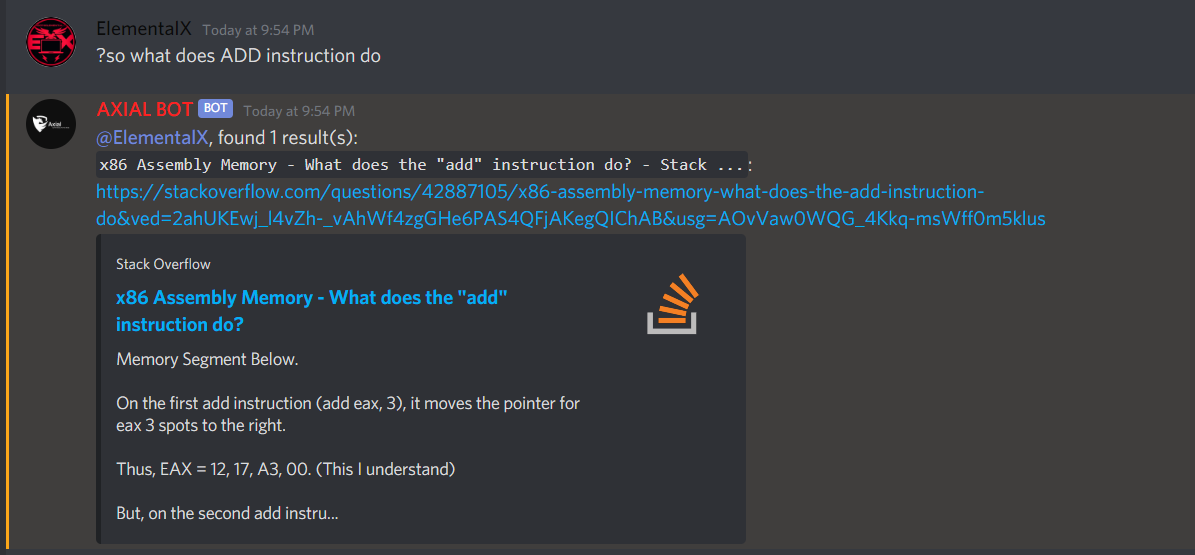 ElementalX Today at 9:54 PM
?so what does ADD instruction do
AXIAL BOT BOT Today at 9:54 PM
@ElementalX, found 1 result(s):
x86 Assembly Memory - What does the "add" instruction do? - Stack ...:
https://stackoverflow.com/questions/42887105/x86-assembly-memory-what-does-the-add-instruction-
do&ved=2ahUKEwj_l4vZh-_vAhWf4zgGHe6PAS4QFjAKegQIChAB&usg=AOvVaw0WQG_4Kkq-msWff0m5klus
Stack Overflow
x86 Assembly Memory - What does the "add"
instruction do?
Memory Segment Below.
On the first add instruction (add eax, 3), it moves the pointer for
eax 3 spots to the right.
Thus, EAX = 12, 17, A3, 00. (This I understand)
But, on the second add instru...
EX
Axial